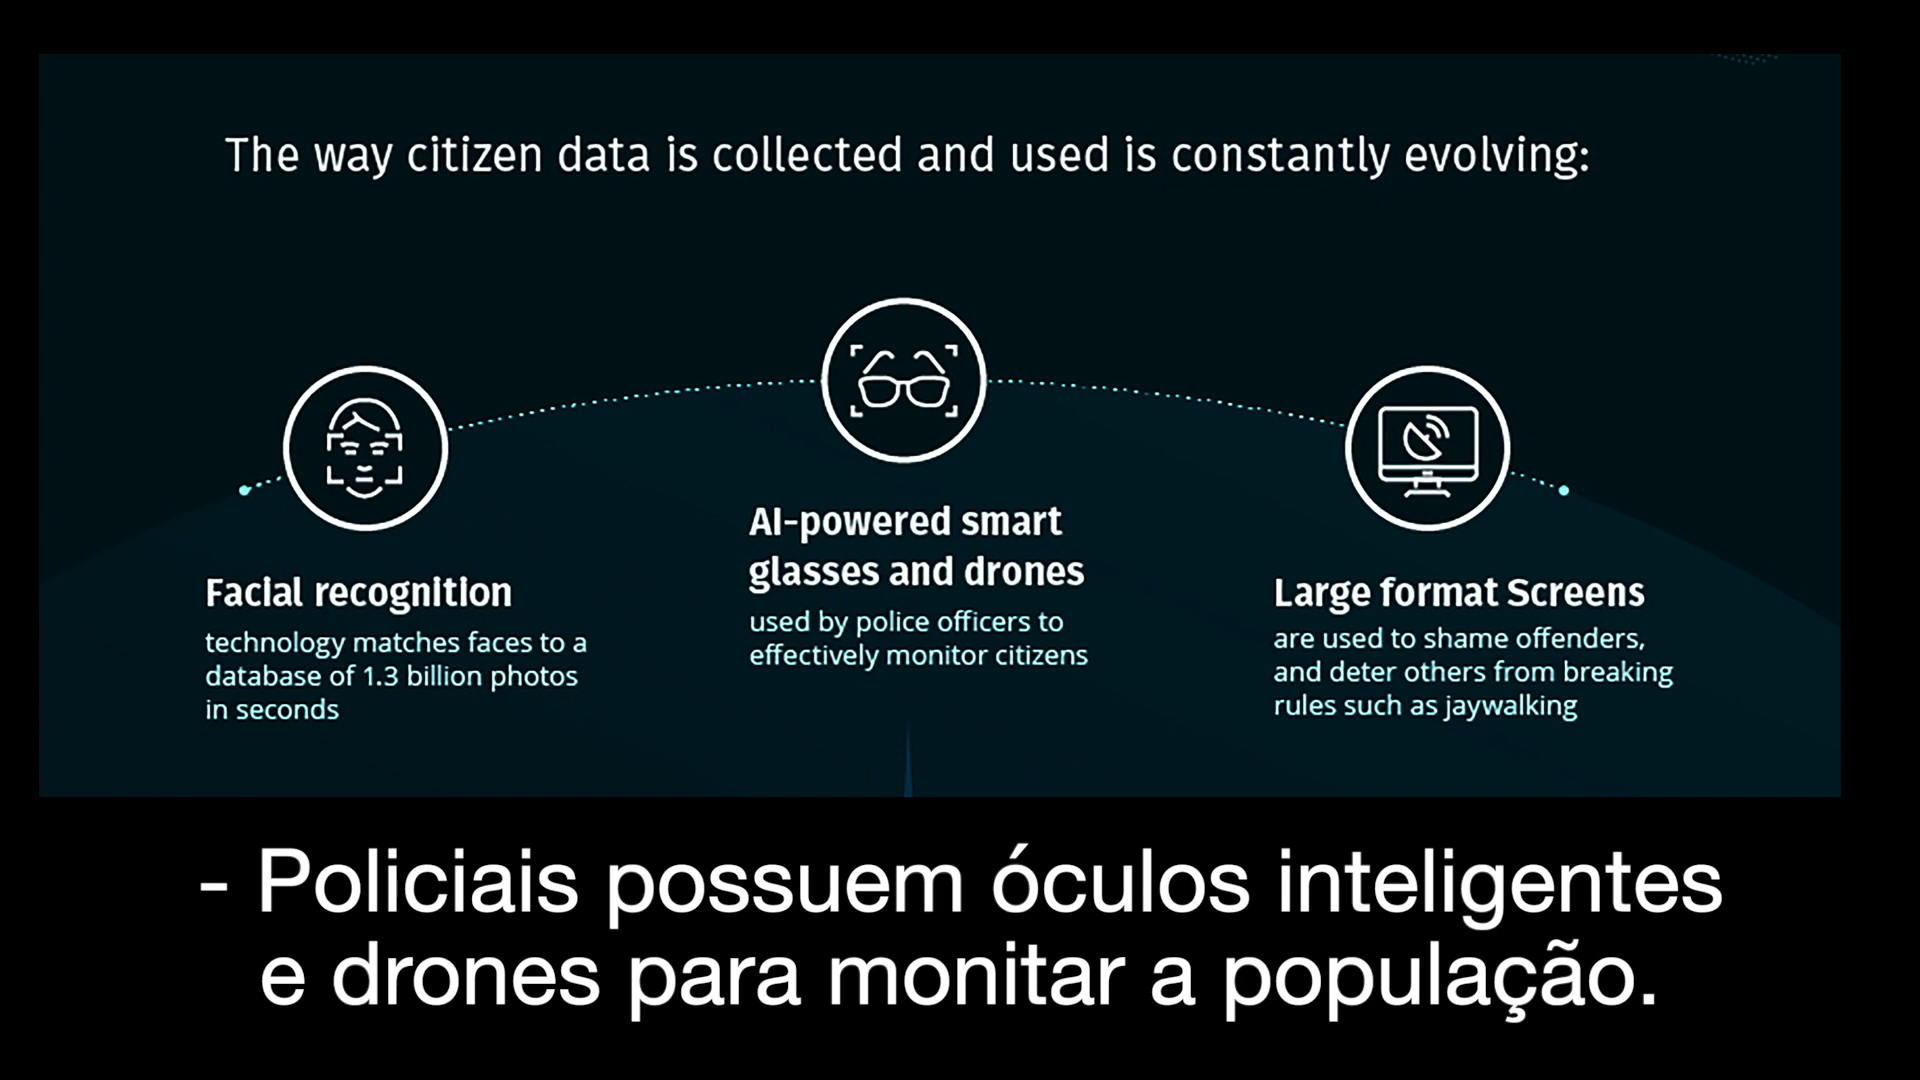 The way citizen data is collected and used is constantly evolving:
Facial recognition
technology matches faces to a
database of 1.3 billion photos
in seconds
AI-powered smart
glasses and drones
used by police officers to
effectively monitor citizens
Large format Screens
are used to shame offenders,
and deter others from breaking
rules such as jaywalking
- Policiais possuem óculos inteligentes
e drones para monitar a população.